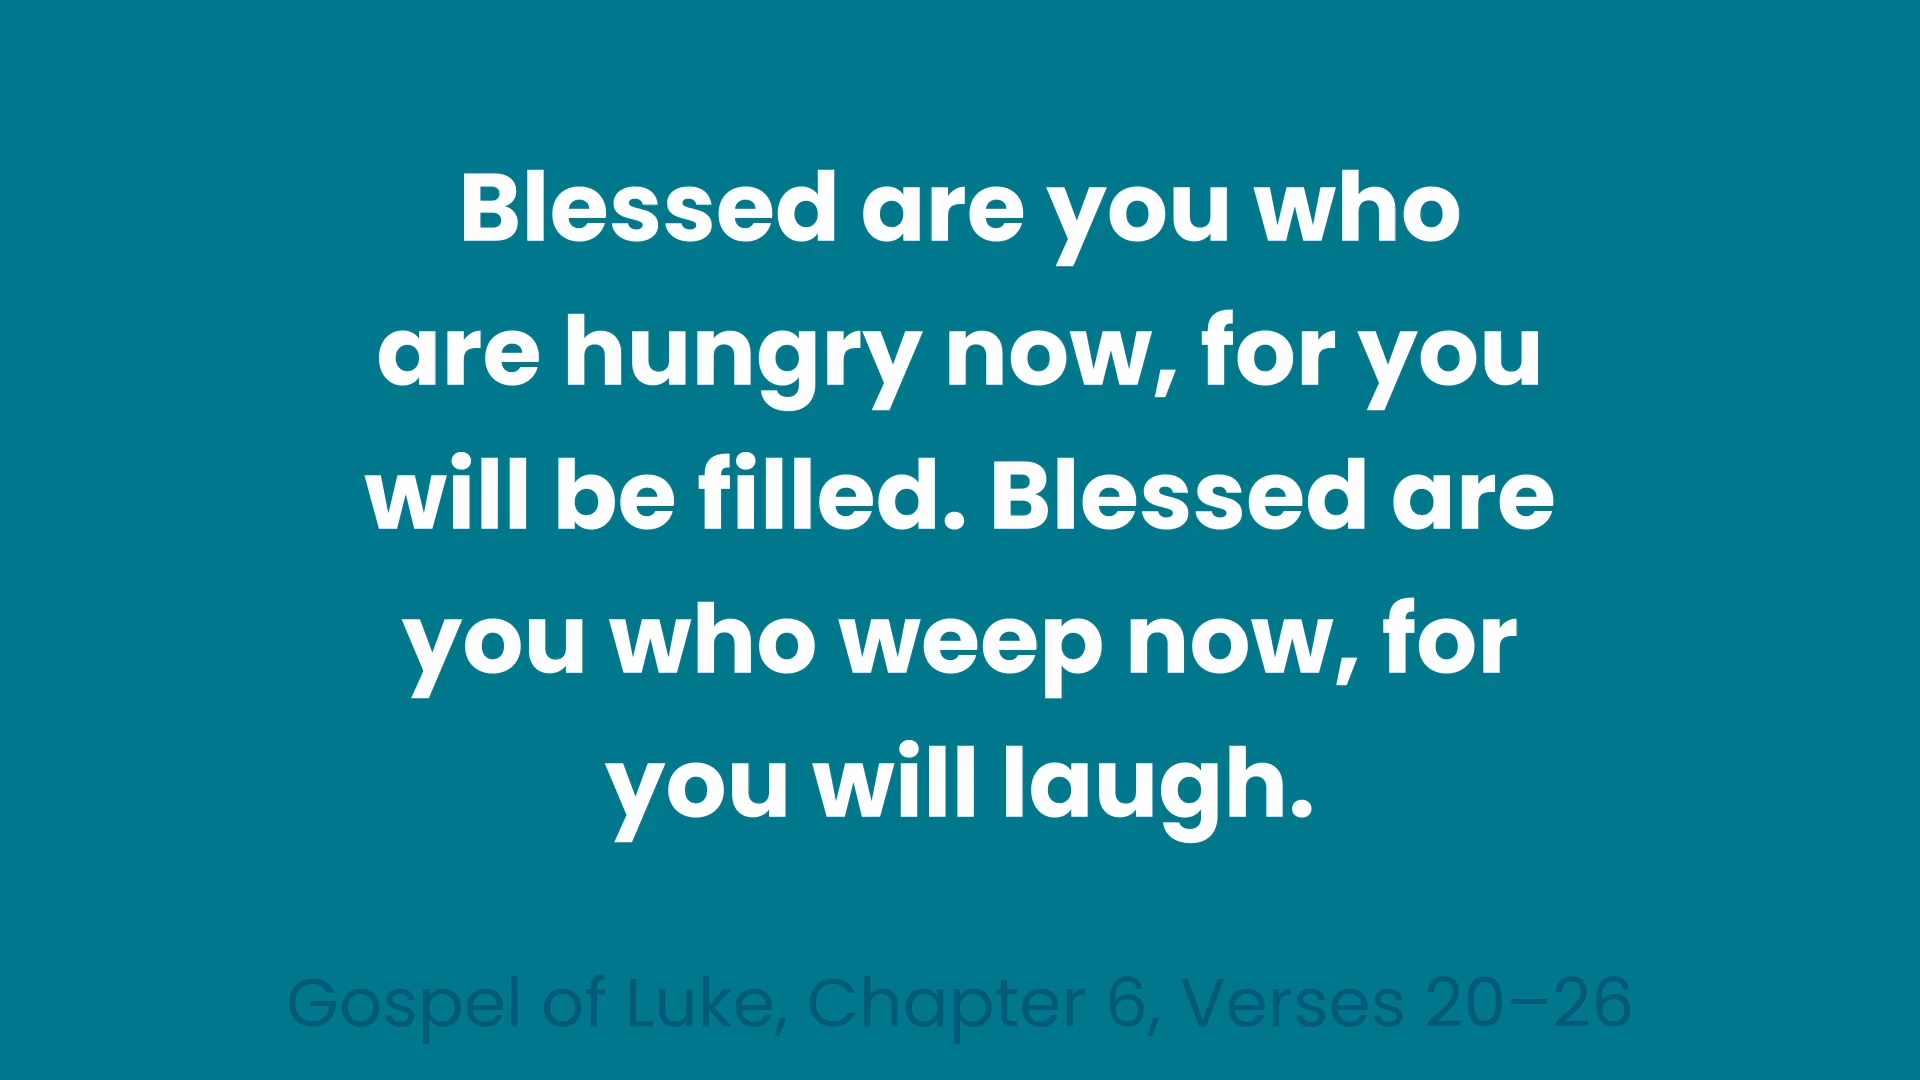 Blessed are you who
are hungry now, for you
will be filled. Blessed are
you who weep now, for
you will laugh.
Gospel of Luke, Chapter 6, Verses 20–26